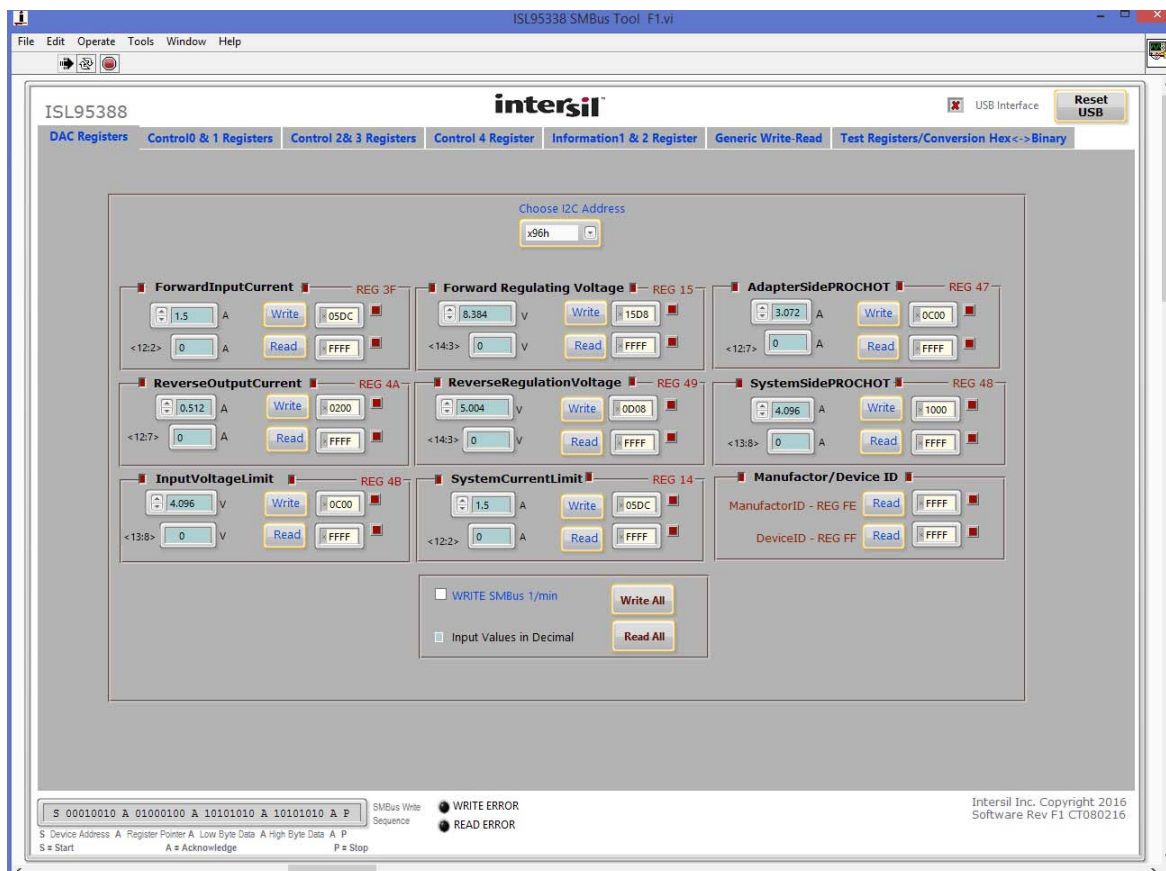 ISL95338 SMBus Tool F1.vi
File Edit Operate Tools Window Help
ISL95388
intersil
USB Interface
Reset USB
DAC Registers Control0 & 1 Registers Control 2& 3 Registers Control 4 Register Information1 & 2 Register Generic Write-Read Test Registers/Conversion Hex<->Binary
Choose I2C Address
x96h
ForwardInputCurrent REG 3F
1.5 A Write x 05DC
<12:2> 0 A Read x FFFF
Forward Regulating Voltage REG 15
8.384 V Write x 15D8
<14:3> 0 V Read x FFFF
AdapterSidePROCHOT REG 47
3.072 A Write x 0C00
<12:7> 0 A Read x FFFF
ReverseOutputCurrent REG 4A
0.512 A Write x 0200
<12:7> 0 A Read x FFFF
ReverseRegulationVoltage REG 49
5.004 V Write x 0D08
<14:3> 0 V Read x FFFF
SystemSidePROCHOT REG 48
4.096 A Write x 1000
<13:8> 0 A Read x FFFF
InputVoltageLimit REG 4B
4.096 V Write x 0C00
<13:8> 0 V Read x FFFF
SystemCurrentLimit REG 14
1.5 A Write x 05DC
<12:2> 0 A Read x FFFF
Manufactor/Device ID
ManufactorID - REG FE Read x FFFF
DeviceID - REG FF Read x FFFF
WRITE SMBus 1/min Write All
Input Values in Decimal Read All
S 00010010 A 01000100 A 10101010 A 10101010 A P
SMBus Write Sequence
S Device Address A Register Pointer A Low Byte Data A High Byte Data A P
S = Start A = Acknowledge P = Stop
WRITE ERROR
READ ERROR
Intersil Inc. Copyright 2016
Software Rev F1 CT080216